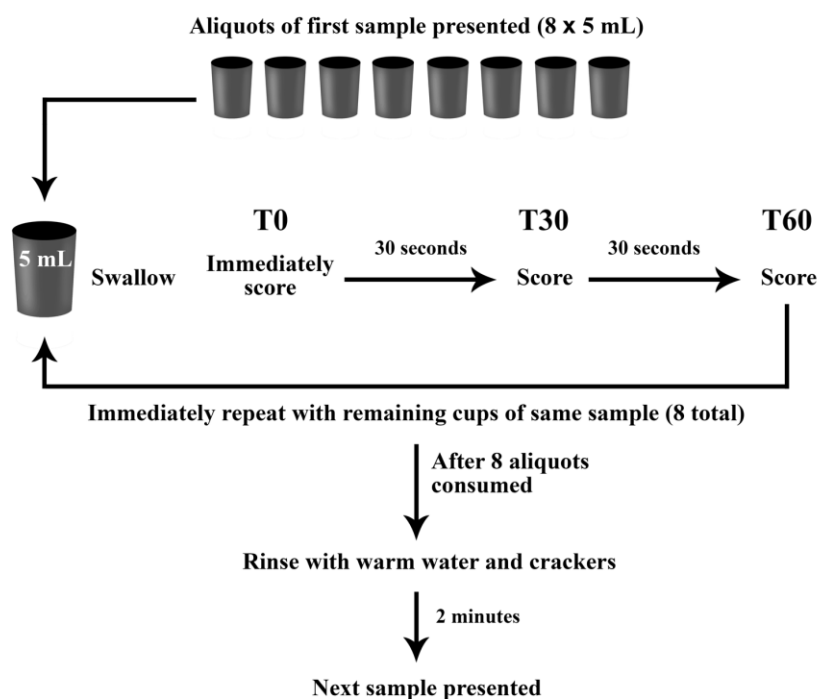 Aliquots of first sample presented (8 x 5 mL)
T0
T30
T60
5 mL
Swallow
Immediately
score
30 seconds
Score
30 seconds
Score
Immediately repeat with remaining cups of same sample (8 total)
After 8 aliquots
consumed
Rinse with warm water and crackers
2 minutes
Next sample presented